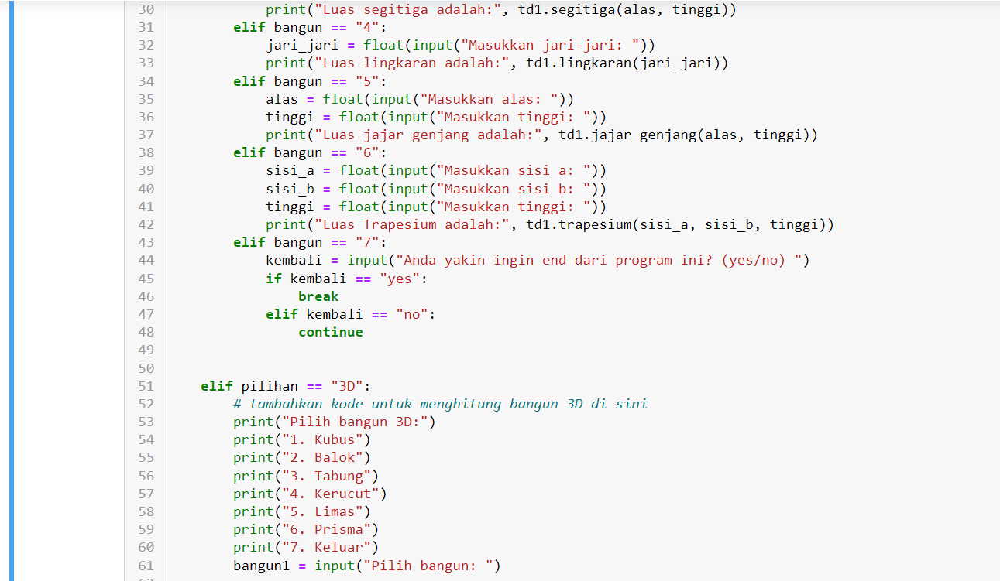 30 print("Luas segitiga adalah:", td1.segitiga(alas, tinggi))
31 elif bangun == "4":
32 jari_jari = float(input("Masukkan jari-jari: "))
33 print("Luas lingkaran adalah:", td1.lingkaran(jari_jari))
34 elif bangun == "5":
35 alas = float(input("Masukkan alas: "))
36 tinggi = float(input("Masukkan tinggi: "))
37 print("Luas jajar genjang adalah:", td1.jajar_genjang(alas, tinggi))
38 elif bangun == "6":
39 sisi_a = float(input("Masukkan sisi a: "))
40 sisi_b = float(input("Masukkan sisi b: "))
41 tinggi = float(input("Masukkan tinggi: "))
42 print("Luas Trapesium adalah:", td1.trapesium(sisi_a, sisi_b, tinggi))
43 elif bangun == "7":
44 kembali = input("Anda yakin ingin end dari program ini? (yes/no) ")
45 if kembali == "yes":
46 break
47 elif kembali == "no":
48 continue
49
50
51 elif pilihan == "3D":
52 # tambahkan kode untuk menghitung bangun 3D di sini
53 print("Pilih bangun 3D:")
54 print("1. Kubus")
55 print("2. Balok")
56 print("3. Tabung")
57 print("4. Kerucut")
58 print("5. Limas")
59 print("6. Prisma")
60 print("7. Keluar")
61 bangun1 = input("Pilih bangun: ")